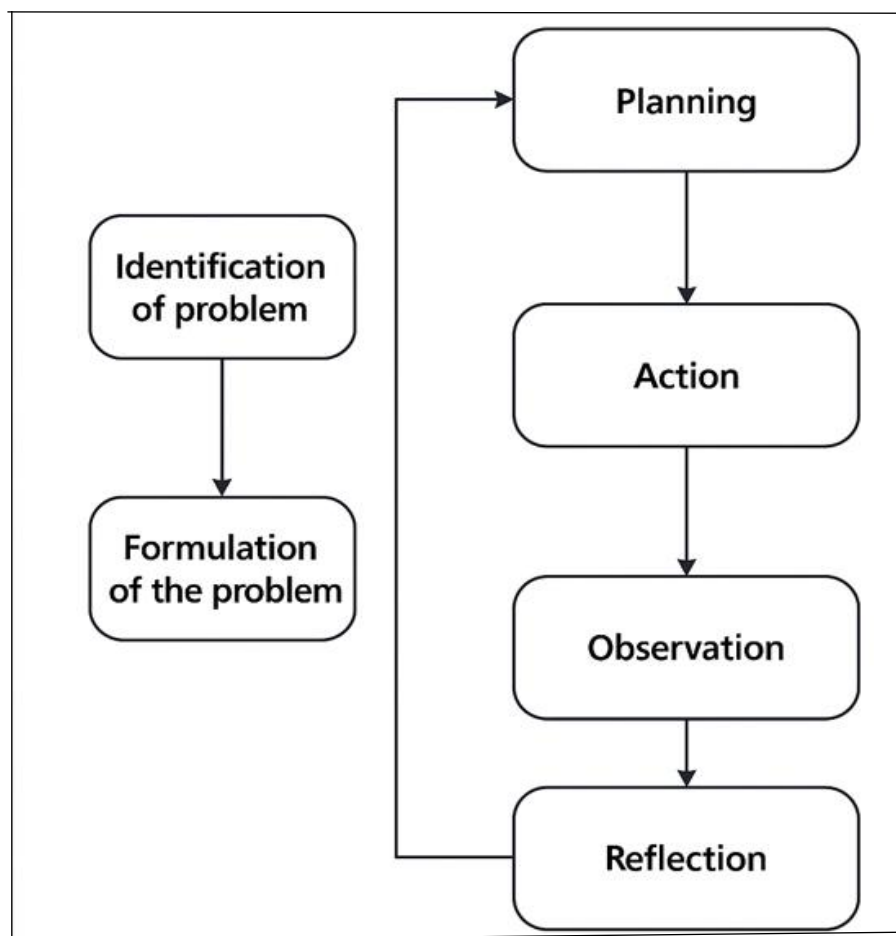 Planning
Identification
of problem
Action
Formulation
of the problem
Observation
Reflection